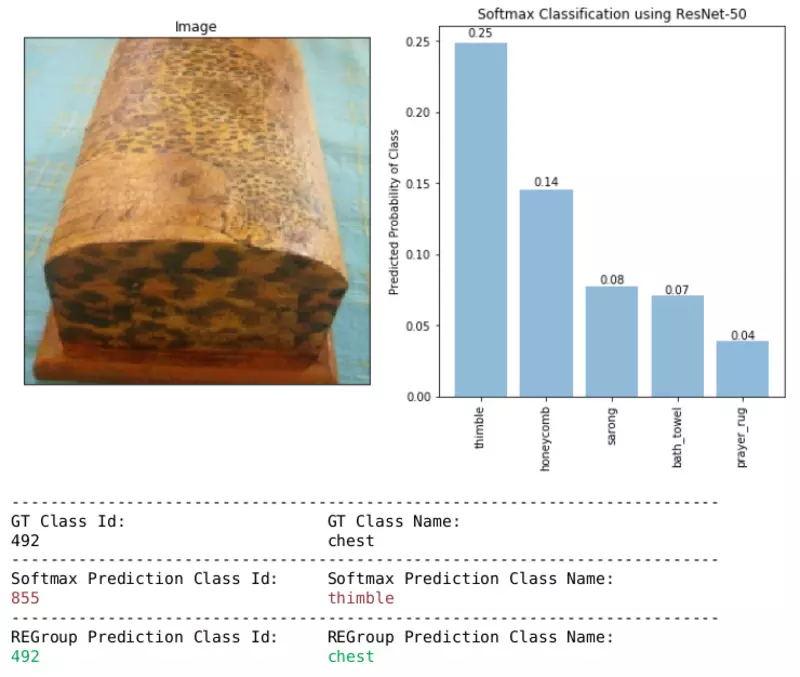 Image
Softmax Classification using ResNet-50
Predicted Probability of Class
0.25
0.20
0.15
0.10
0.05
0.00
0.25
0.14
0.08
0.07
0.04
thimble
honeycomb
sarong
bath_towel
prayer_rug
GT Class Id: GT Class Name:
492 chest
Softmax Prediction Class Id: Softmax Prediction Class Name:
855 thimble
REGroup Prediction Class Id: REGroup Prediction Class Name:
492 chest